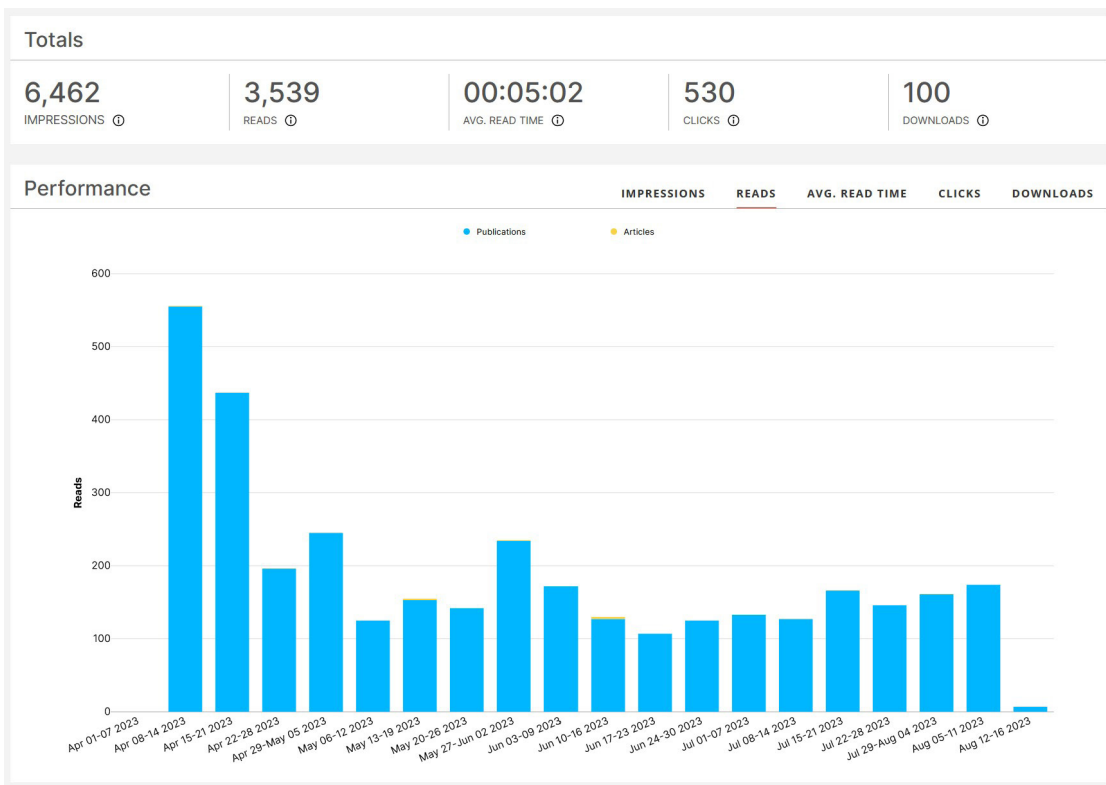 Totals
6,462 3,539 00:05:02 530 100
IMPRESSIONS READS AVG. READ TIME CLICKS DOWNLOADS
Performance
IMPRESSIONS READS AVG. READ TIME CLICKS DOWNLOADS
Publications Articles
600
500
400
300
200
100
0
Reads
Apr 01-07 2023
Apr 08-14 2023
Apr 15-21 2023
Apr 22-28 2023
Apr 29-May 05 2023
May 06-12 2023
May 13-19 2023
May 20-26 2023
May 27-Jun 02 2023
Jun 03-09 2023
Jun 10-16 2023
Jun 17-23 2023
Jun 24-30 2023
Jul 01-07 2023
Jul 08-14 2023
Jul 15-21 2023
Jul 22-28 2023
Jul 29-Aug 04 2023
Aug 05-11 2023
Aug 12-16 2023